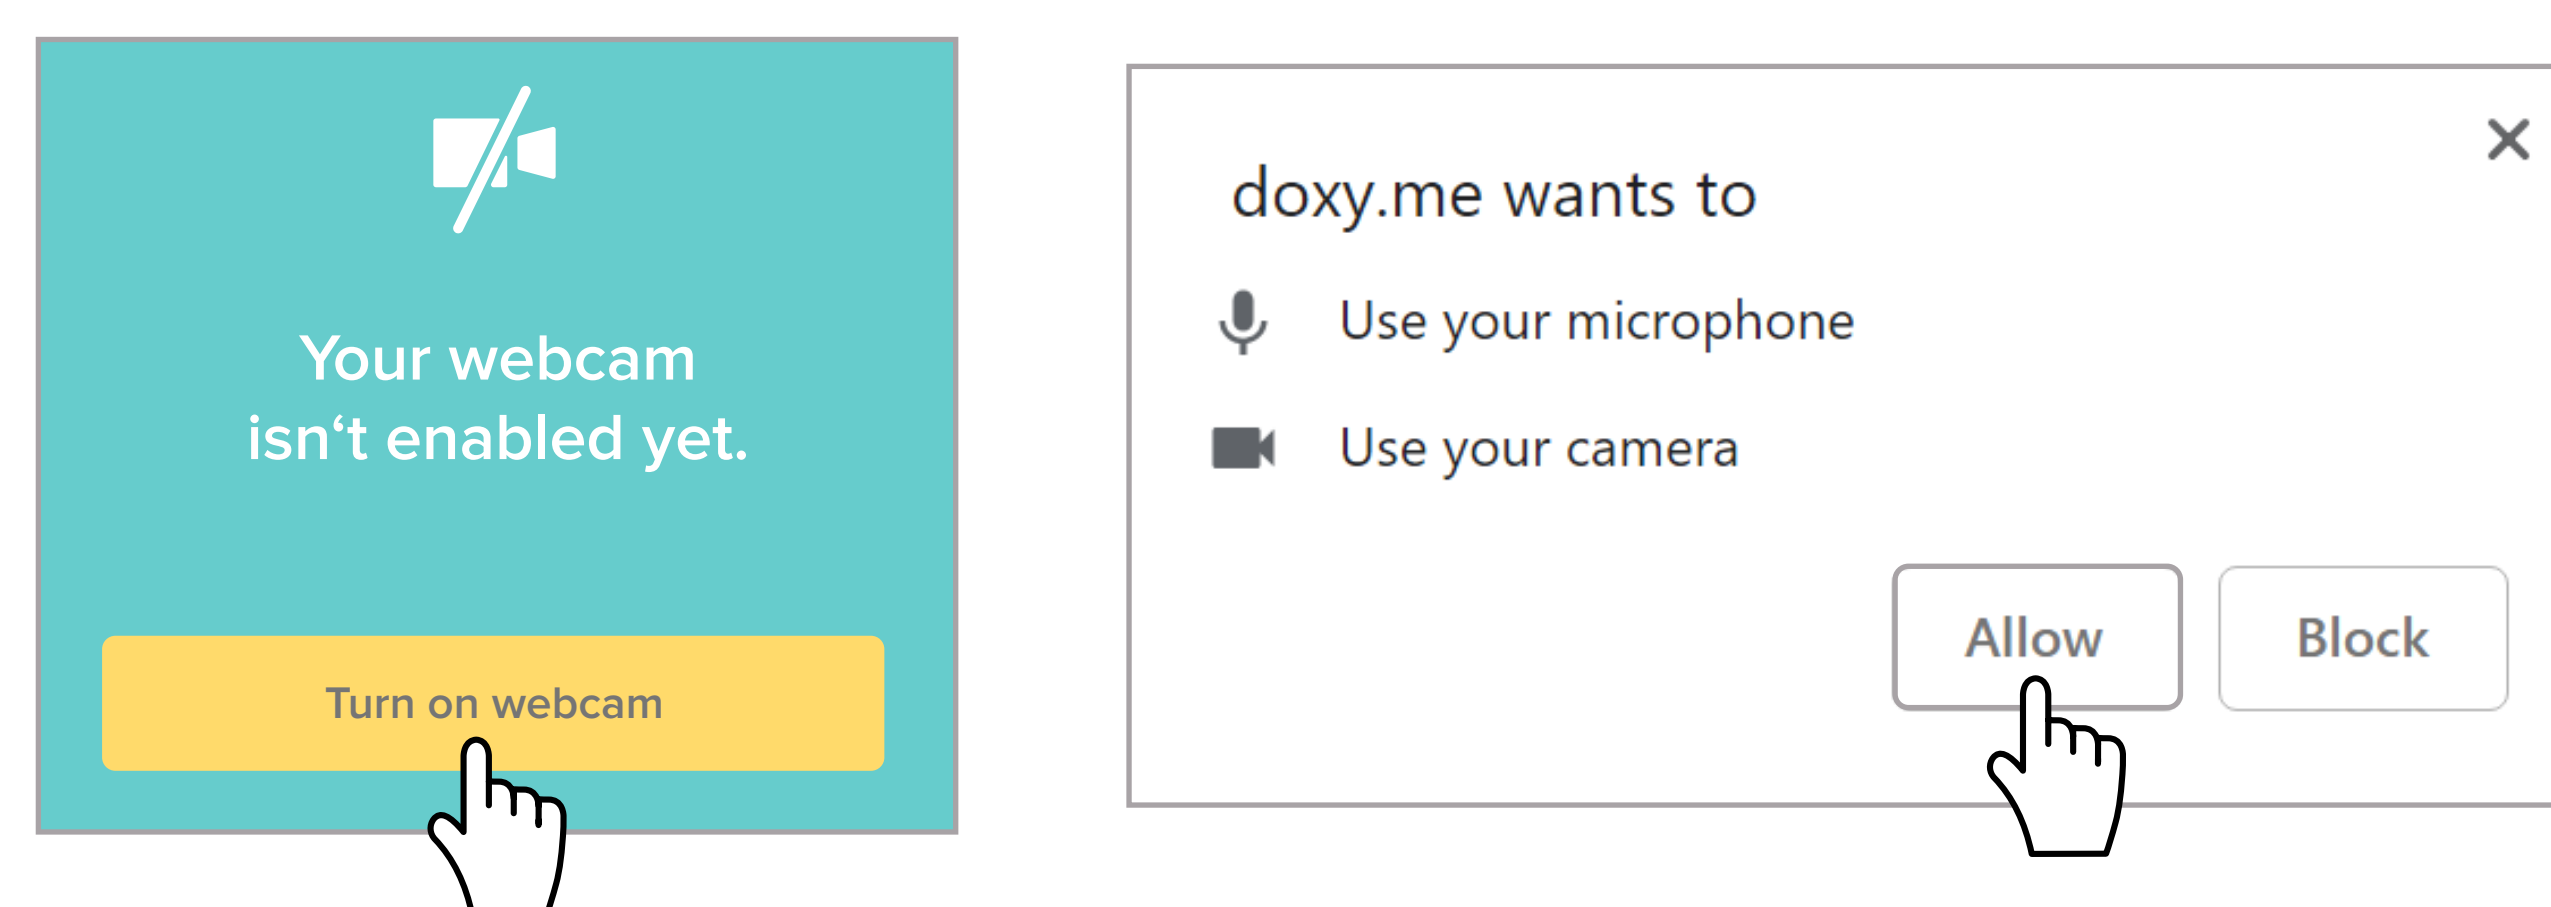 Your webcam
isn‘t enabled yet.
Turn on webcam
doxy.me wants to
Use your microphone
Use your camera
Allow
Block